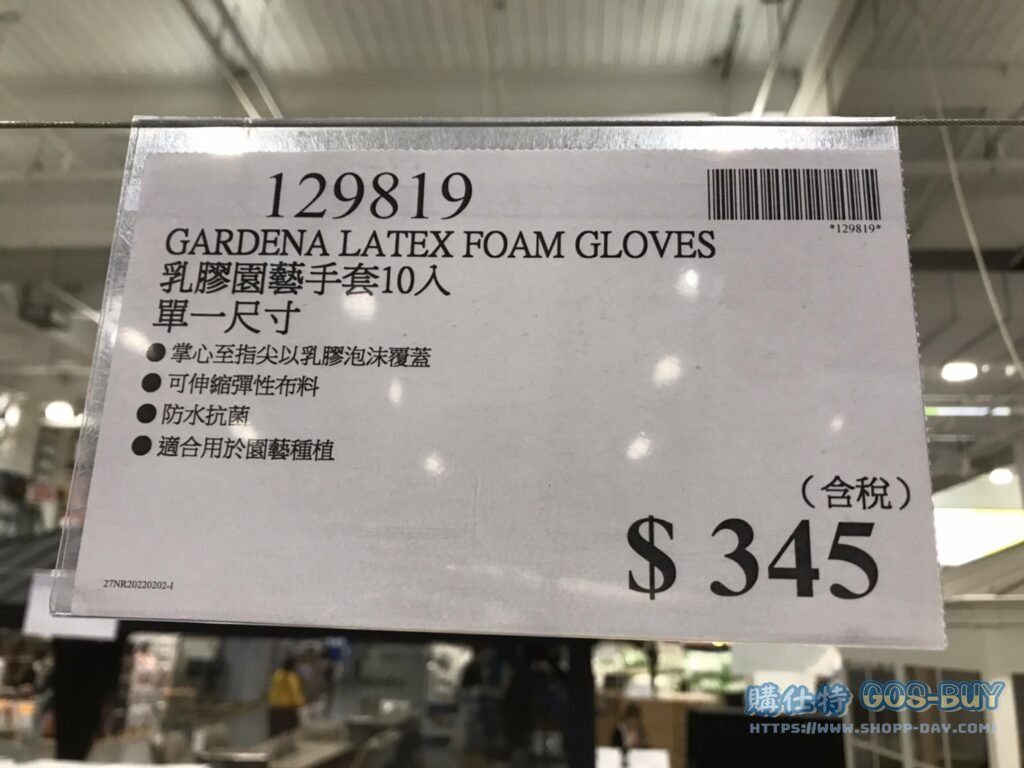 129819
*129819*
GARDENA LATEX FOAM GLOVES
乳膠園藝手套10入
單一尺寸
● 掌心至指尖以乳膠泡沫覆蓋
● 可伸縮彈性布料
● 防水抗菌
● 適合用於園藝種植
（含稅）
$ 345
27NR20220202-1
購仕特 GOS-BUY
HTTPS://WWW.SHOPP-DAY.COM/